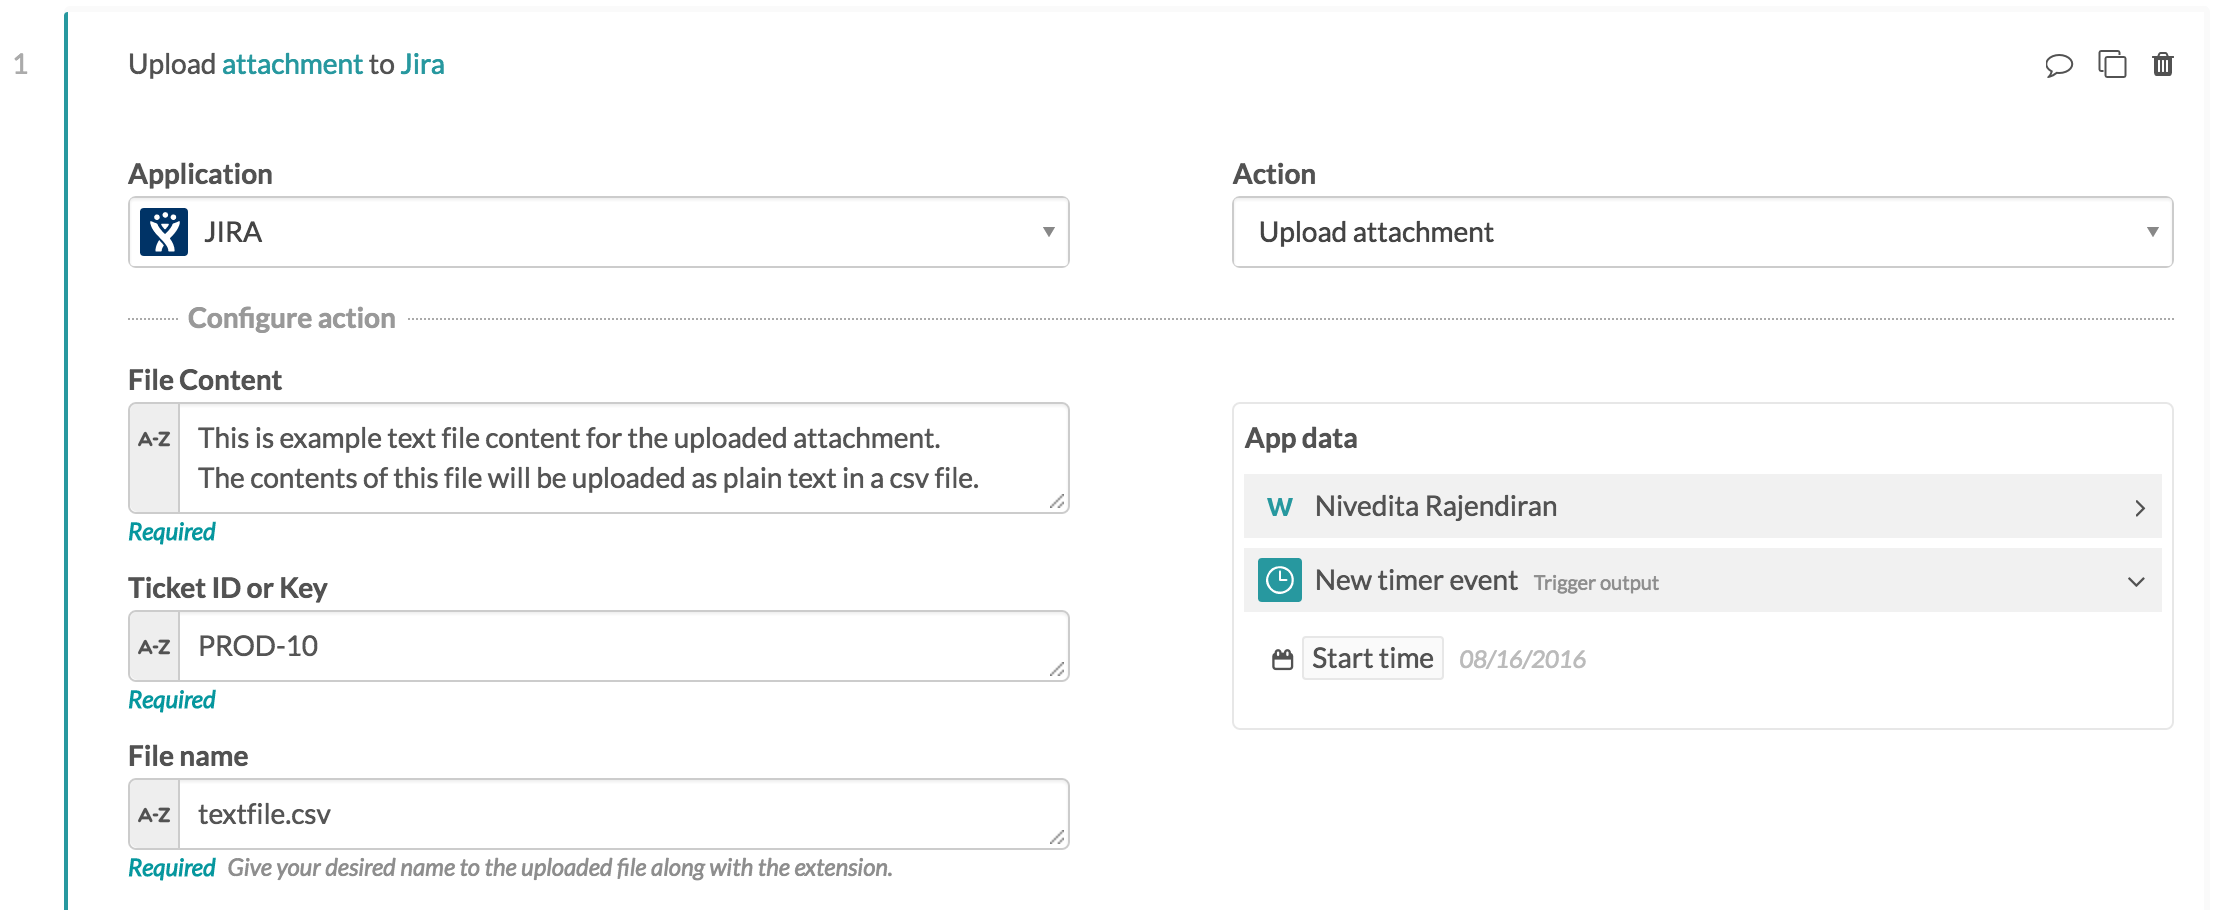 1
Upload attachment to Jira
Application
JIRA
Action
Upload attachment
Configure action
File Content
A-Z
This is example text file content for the uploaded attachment.
The contents of this file will be uploaded as plain text in a csv file.
Required
Ticket ID or Key
A-Z PROD-10
Required
File name
A-Z textfile.csv
Required Give your desired name to the uploaded file along with the extension.
App data
W Nivedita Rajendiran
New timer event Trigger output
Start time 08/16/2016